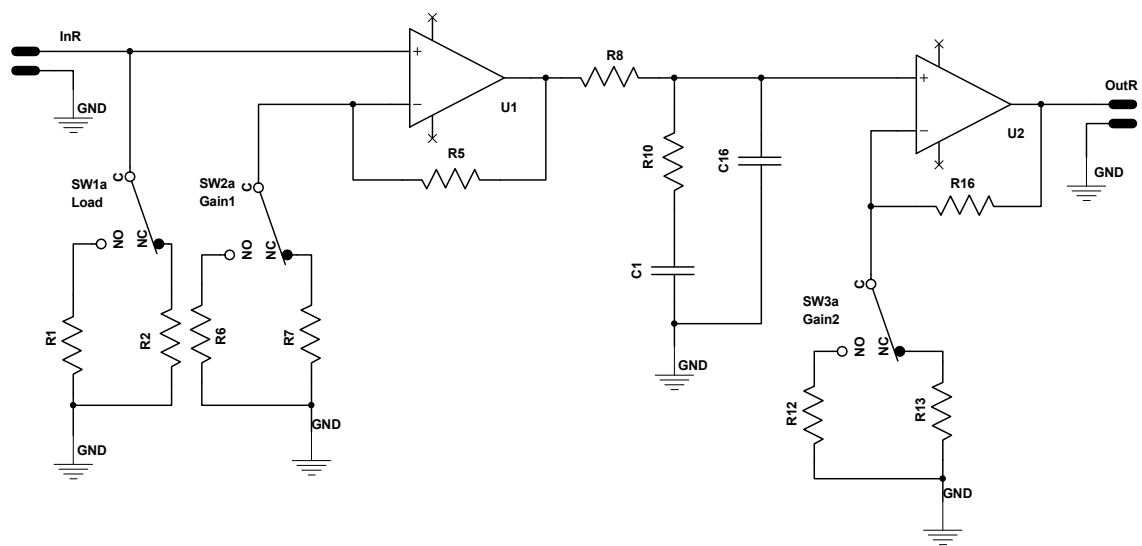 InR
GND
U1
R5
R8
R10
C16
C1
GND
U2
R16
OutR
GND
SW1a
Load
C
NO
NC
R1
R2
GND
SW2a
Gain1
C
NO
NC
R6
R7
GND
SW3a
Gain2
C
NO
NC
R12
R13
GND